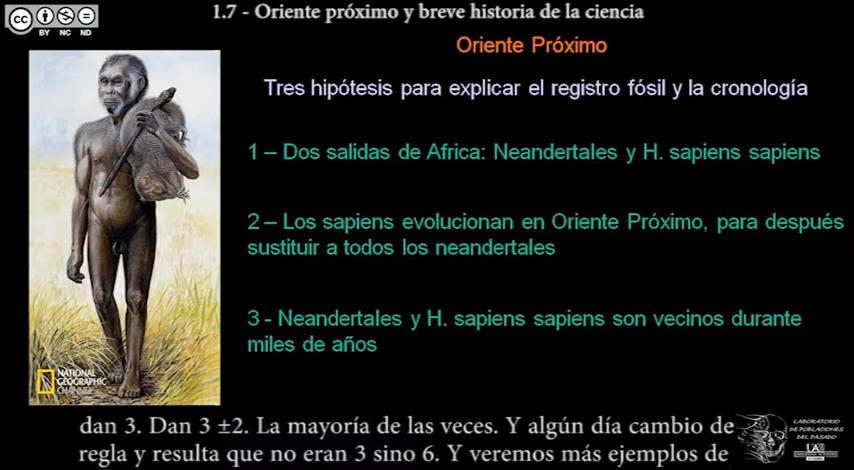 1.7 - Oriente próximo y breve historia de la ciencia
cc
BY NC ND
Oriente Próximo
Tres hipótesis para explicar el registro fósil y la cronología
1 – Dos salidas de Africa: Neandertales y H. sapiens sapiens
2 – Los sapiens evolucionan en Oriente Próximo, para después
sustituir a todos los neandertales
3 - Neandertales y H. sapiens sapiens son vecinos durante
miles de años
NATIONAL
GEOGRAPHIC
CHANNEL
dan 3. Dan 3 ±2. La mayoría de las veces. Y algún día cambio de
regla y resulta que no eran 3 sino 6. Y veremos más ejemplos de
LABORATORIO
DE POBLACIONES
DEL PASADO